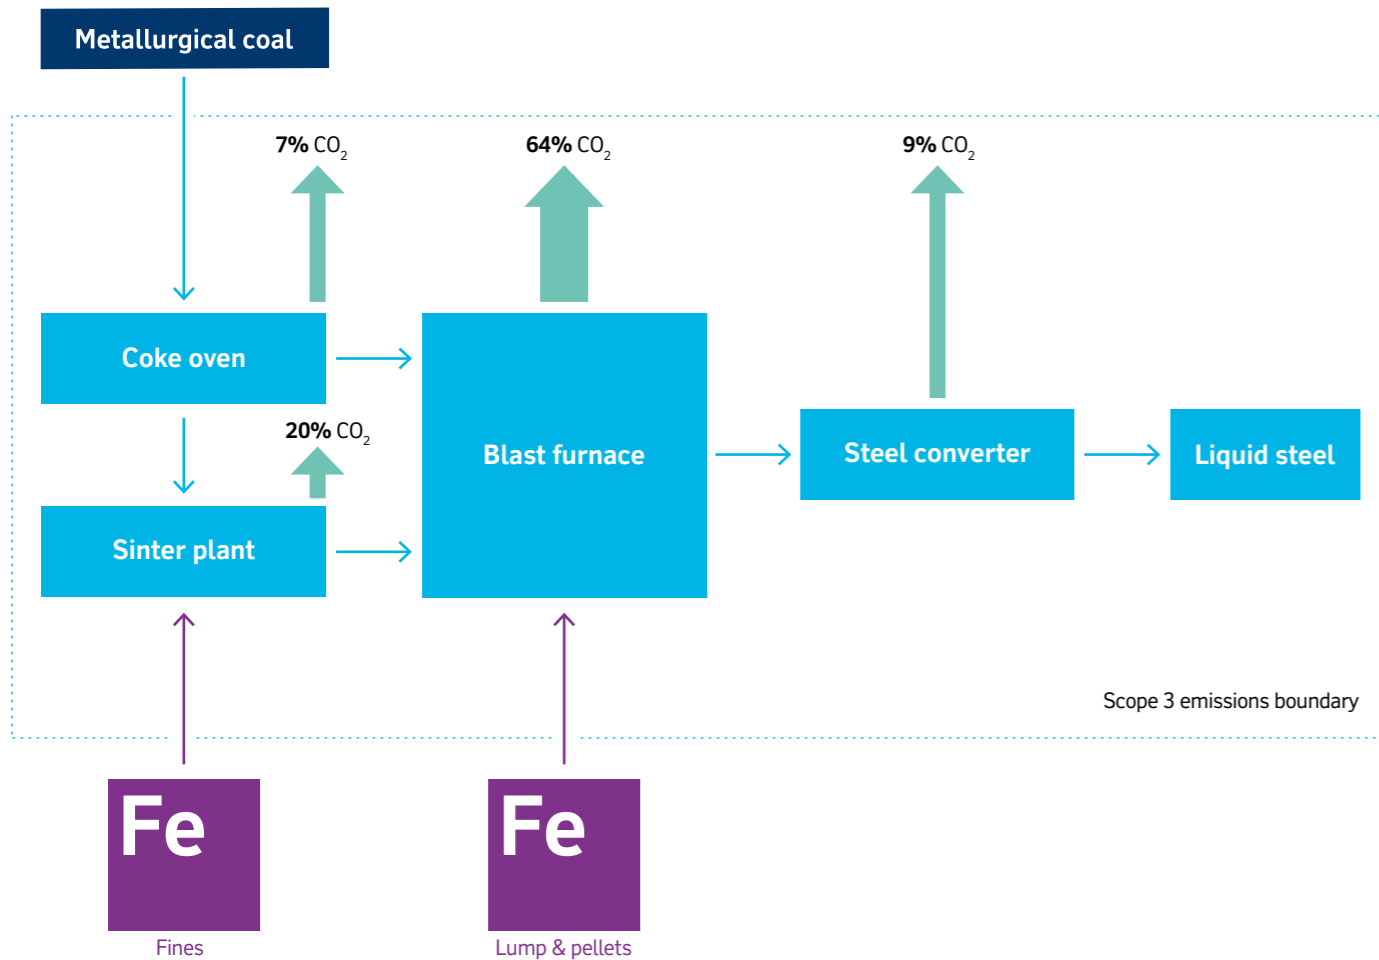 Metallurgical coal
7% CO₂
64% CO₂
9% CO₂
Coke oven
20% CO₂
Blast furnace
Steel converter
Liquid steel
Sinter plant
Scope 3 emissions boundary
Fe
Fe
Fines
Lump & pellets